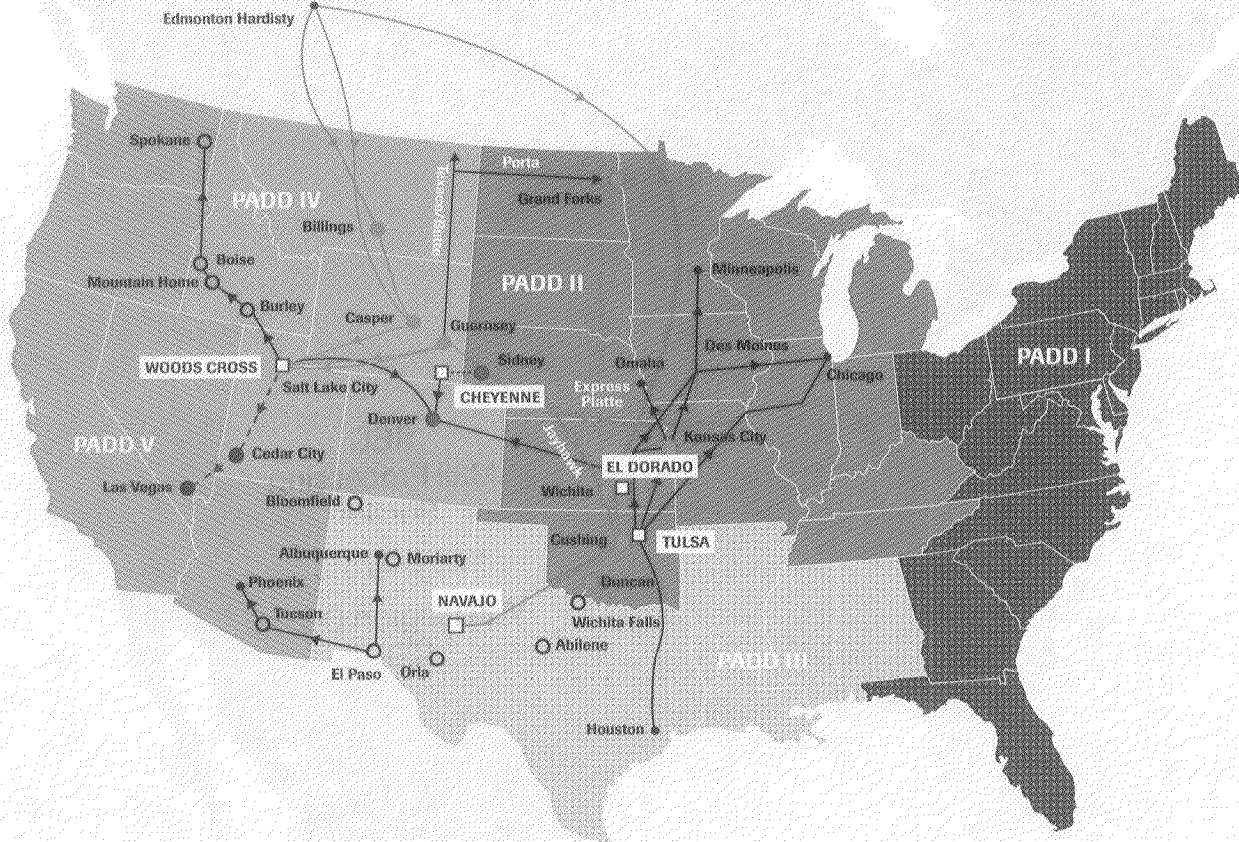 Edmonton Hardisty
Spokane
Porta
PADD IV
Grand Forks
Billings
Boise
Minneapolis
Mountain Home
PADD II
Burley
Casper
Guernsey
Des Moines
PADD I
WOODS CROSS
Sidney
Omaha
Chicago
Salt Lake City
Express
Platte
CHEYENNE
Denver
Jayhawk
Kansas City
PADD V
Cedar City
EL DORADO
Las Vegas
Wichita
Bloomfield
Cushing
TULSA
Albuquerque
Moriarty
Phoenix
Duncan
NAVAJO
Tucson
Wichita Falls
Abilene
El Paso
Orla
PADD III
Houston